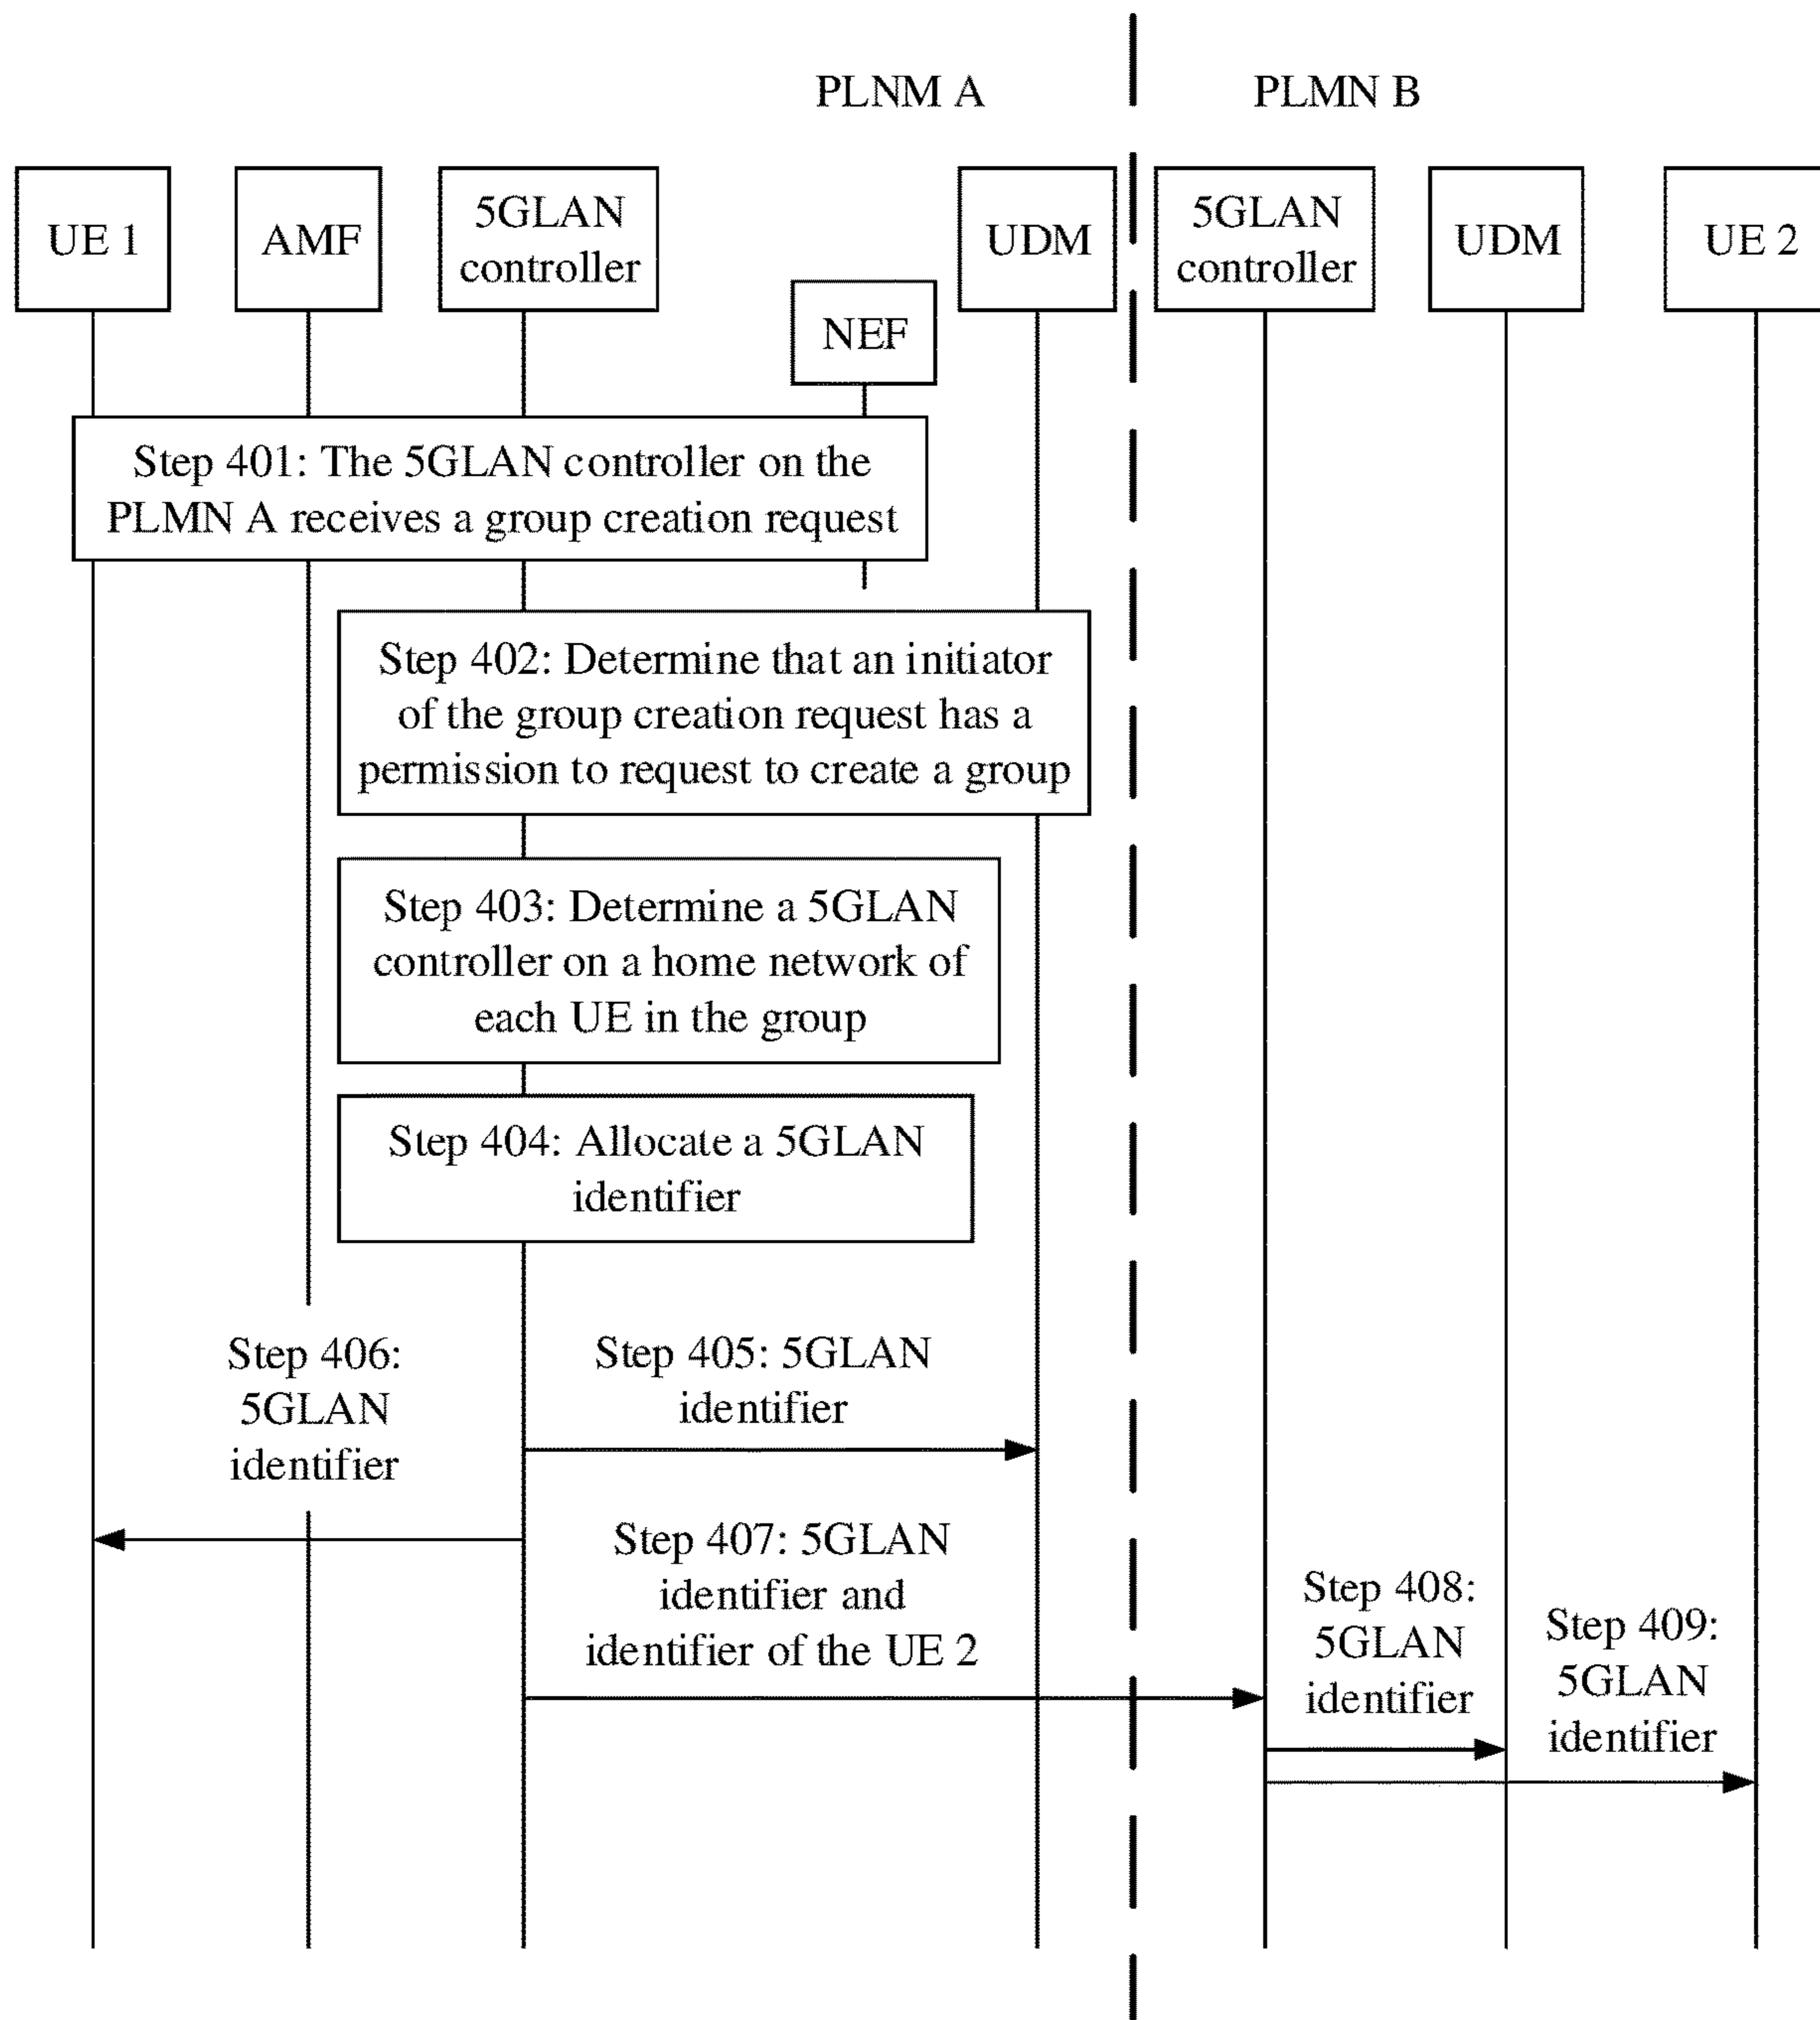 PLNM A
PLMN B
UE 1
AMF
5GLAN
controller
NEF
UDM
5GLAN
controller
UDM
UE 2
Step 401: The 5GLAN controller on the
PLMN A receives a group creation request
Step 402: Determine that an initiator
of the group creation request has a
permission to request to create a group
Step 403: Determine a 5GLAN
controller on a home network of
each UE in the group
Step 404: Allocate a 5GLAN
identifier
Step 406:
5GLAN
identifier
Step 405: 5GLAN
identifier
Step 407: 5GLAN
identifier and
identifier of the UE 2
Step 408:
5GLAN
identifier
Step 409:
5GLAN
identifier